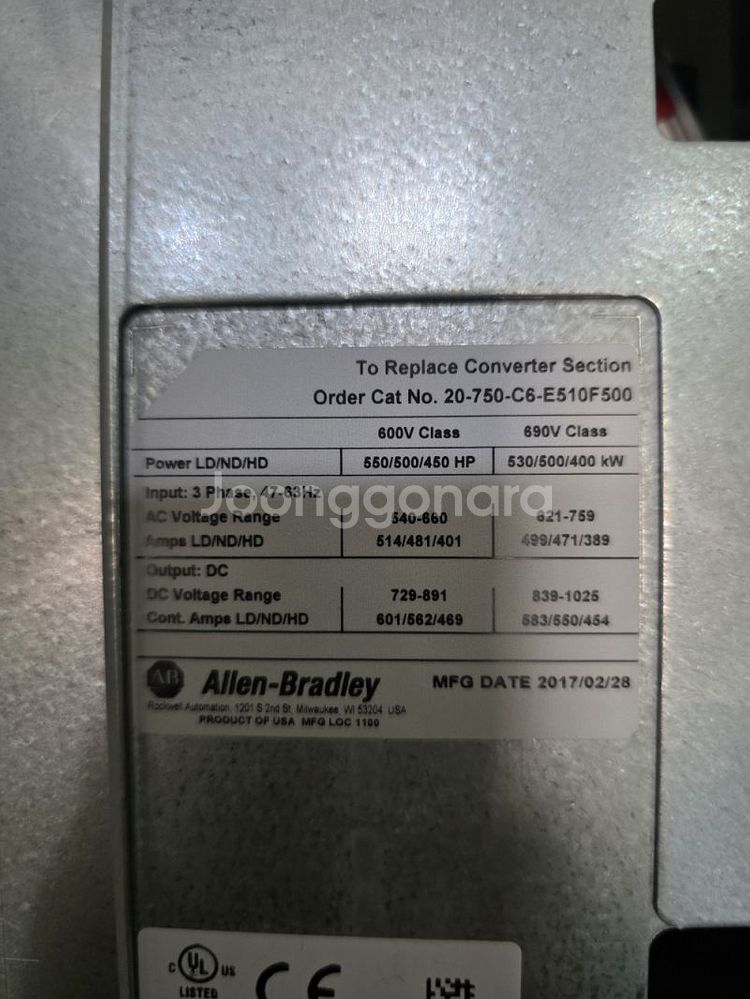 To Replace Converter Section
Order Cat No. 20-750-C6-E510F500
600V Class 690V Class
Power LD/ND/HD 550/500/450 HP 530/500/400 kW
Input: 3 Phase, 47-63Hz
AC Voltage Range 540-660 621-759
Amps LD/ND/HD 514/481/401 499/471/389
Output: DC
DC Voltage Range 729-891 839-1025
Cont. Amps LD/ND/HD 601/562/469 583/550/454
AB Allen-Bradley MFG DATE 2017/02/28
Rockwell Automation, 1201 S 2nd St. Milwaukee WI 53204 USA
PRODUCT OF USA MFG LOC 1100
Joonggonara
C UL US CE
LISTED